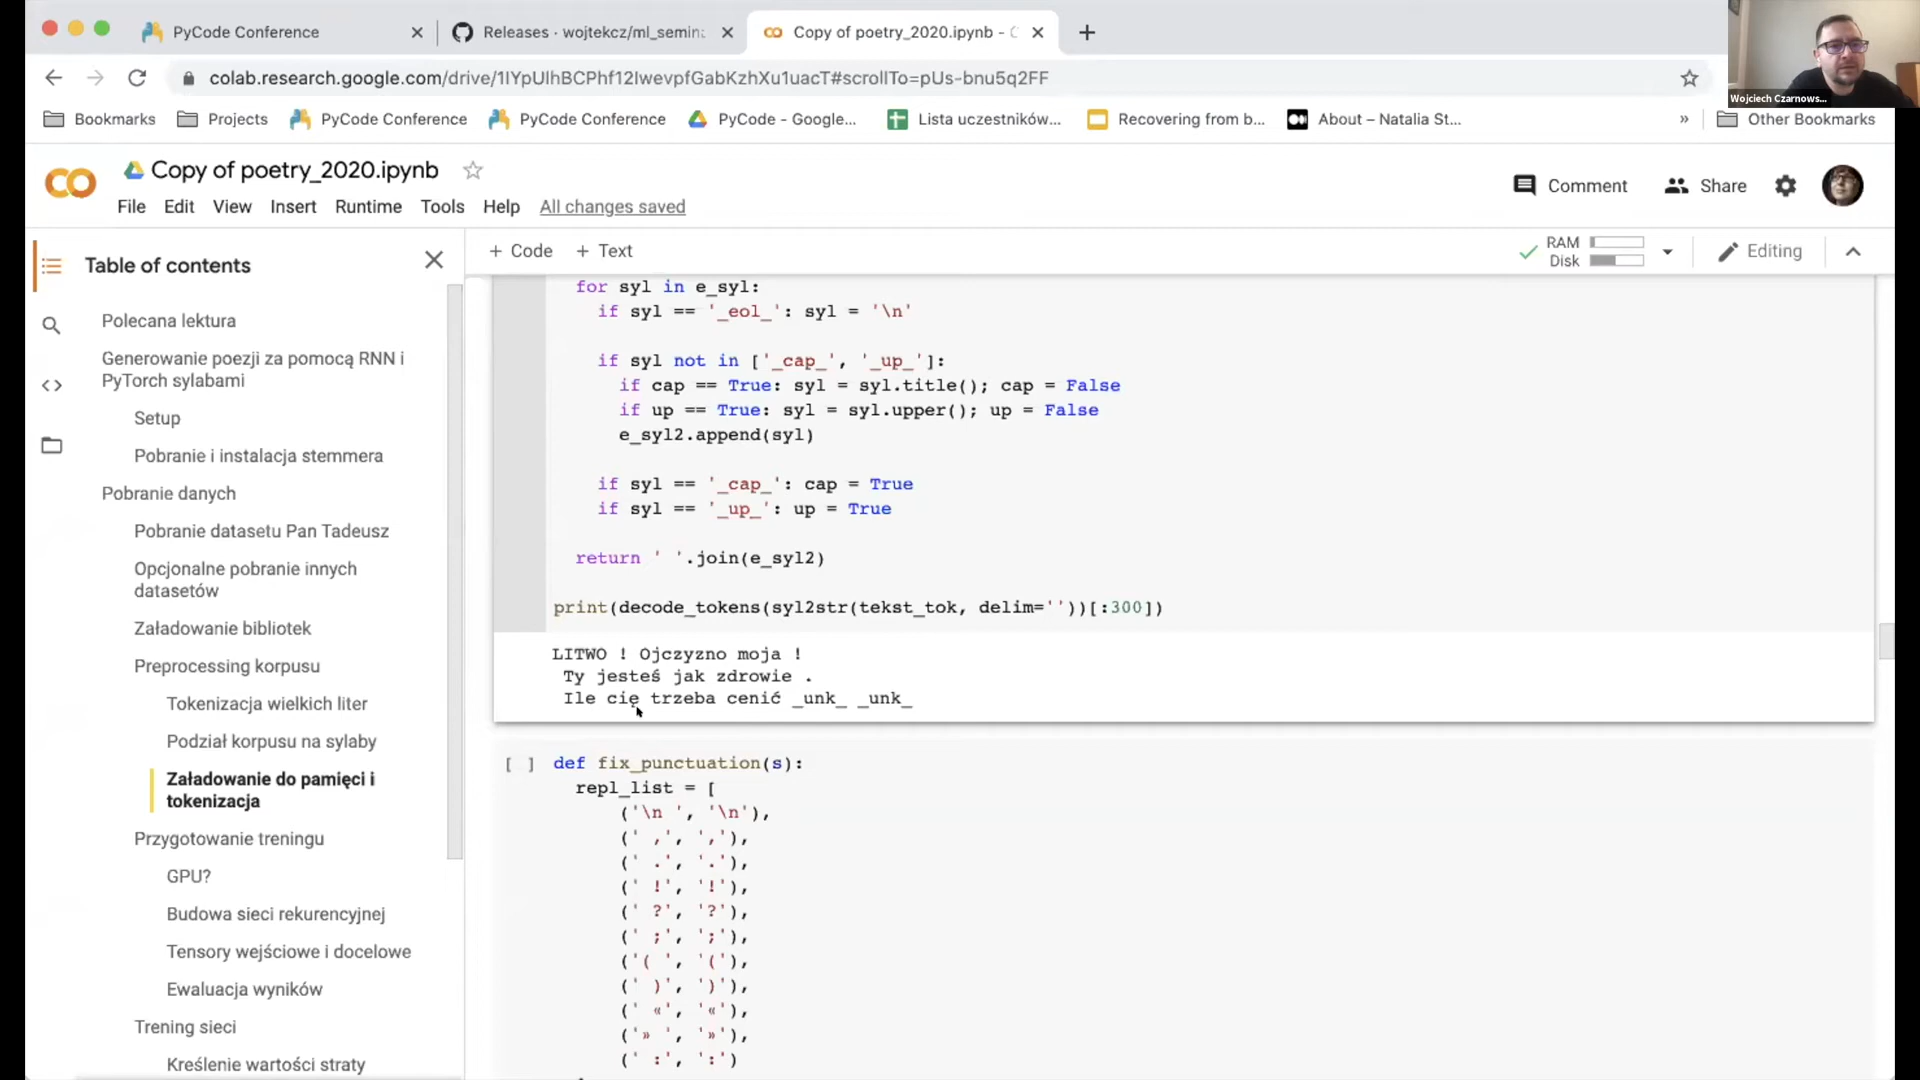 PyCode Conference
Releases · wojtekcz/ml_semina
Copy of poetry_2020.ipynb - C
colab.research.google.com/drive/1IYpUlhBCPhf12IwevpfGabKzhXu1uacT#scrollTo=pUs-bnu5q2FF
Wojciech Czarnows...
Bookmarks
Projects
PyCode Conference
PyCode Conference
PyCode - Google...
Lista uczestników...
Recovering from b...
About – Natalia St...
»
Other Bookmarks
Copy of poetry_2020.ipynb
Comment
Share
File Edit View Insert Runtime Tools Help All changes saved
+ Code + Text
RAM
Disk
Editing
Table of contents
Polecana lektura
Generowanie poezji za pomocą RNN i
PyTorch sylabami
Setup
Pobranie i instalacja stemmera
Pobranie danych
Pobranie datasetu Pan Tadeusz
Opcjonalne pobranie innych
datasetów
Załadowanie bibliotek
Preprocessing korpusu
Tokenizacja wielkich liter
Podział korpusu na sylaby
Załadowanie do pamięci i
tokenizacja
Przygotowanie treningu
GPU?
Budowa sieci rekurencyjnej
Tensory wejściowe i docelowe
Ewaluacja wyników
Trening sieci
Kreślenie wartości straty
for syl in e_syl:
if syl == '_eol_': syl = '\n'
if syl not in ['_cap_', '_up_']:
if cap == True: syl = syl.title(); cap = False
if up == True: syl = syl.upper(); up = False
e_syl2.append(syl)
if syl == '_cap_': cap = True
if syl == '_up_': up = True
return ' '.join(e_syl2)
print(decode_tokens(syl2str(tekst_tok, delim=''))[:300])
LITWO ! Ojczyzno moja !
Ty jesteś jak zdrowie .
Ile cię trzeba cenić _unk_ _unk_
[ ] def fix_punctuation(s):
repl_list = [
('\n ', '\n'),
(' ,', ','),
(' .', '.'),
(' !', '!'),
(' ?', '?'),
(' ;', ';'),
('( ', '('),
(' )', ')'),
(' «', '«'),
('» ', '»'),
(' :', ':')